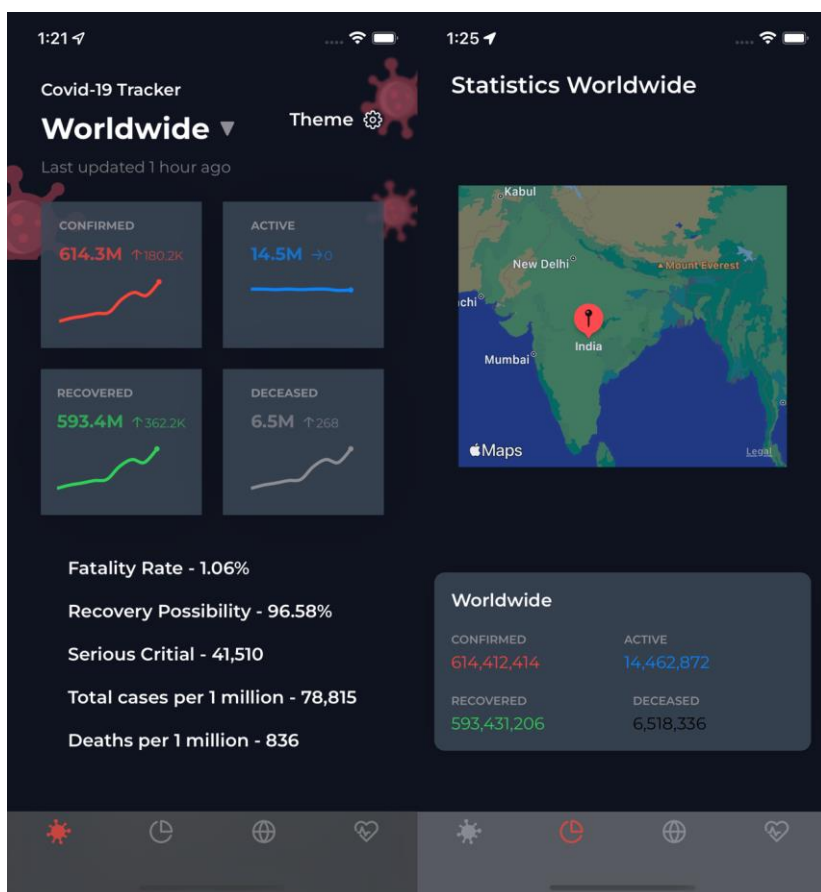 1:21
Covid-19 Tracker
Worldwide ▼
Theme
Last updated 1 hour ago
CONFIRMED
614.3M ↑180.2K
ACTIVE
14.5M →0
RECOVERED
593.4M ↑362.2K
DECEASED
6.5M ↑268
Fatality Rate - 1.06%
Recovery Possibility - 96.58%
Serious Critial - 41,510
Total cases per 1 million - 78,815
Deaths per 1 million - 836
1:25
Statistics Worldwide
Kabul
New Delhi
Mount Everest
chi
India
Mumbai
Maps
Legal
Worldwide
CONFIRMED
614,412,414
ACTIVE
14,462,872
RECOVERED
593,431,206
DECEASED
6,518,336